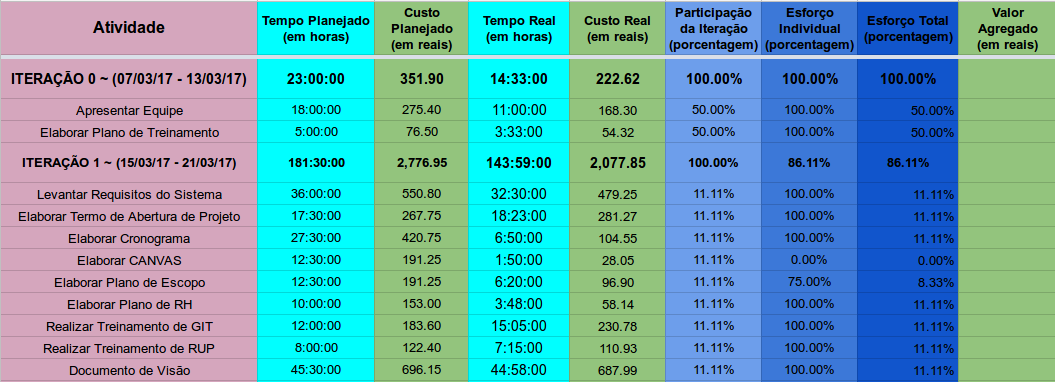 Atividade Tempo Planejado (em horas) Custo Planejado (em reais) Tempo Real (em horas) Custo Real (em reais) Participação da Iteração (porcentagem) Esforço Individual (porcentagem) Esforço Total (porcentagem) Valor Agregado (em reais)
ITERAÇÃO 0 ~ (07/03/17 - 13/03/17) 23:00:00 351.90 14:33:00 222.62 100.00% 100.00% 100.00%
Apresentar Equipe 18:00:00 275.40 11:00:00 168.30 50.00% 100.00% 50.00%
Elaborar Plano de Treinamento 5:00:00 76.50 3:33:00 54.32 50.00% 100.00% 50.00%
ITERAÇÃO 1 ~ (15/03/17 - 21/03/17) 181:30:00 2,776.95 143:59:00 2,077.85 100.00% 86.11% 86.11%
Levantar Requisitos do Sistema 36:00:00 550.80 32:30:00 479.25 11.11% 100.00% 11.11%
Elaborar Termo de Abertura de Projeto 17:30:00 267.75 18:23:00 281.27 11.11% 100.00% 11.11%
Elaborar Cronograma 27:30:00 420.75 6:50:00 104.55 11.11% 100.00% 11.11%
Elaborar CANVAS 12:30:00 191.25 1:50:00 28.05 11.11% 0.00% 0.00%
Elaborar Plano de Escopo 12:30:00 191.25 6:20:00 96.90 11.11% 75.00% 8.33%
Elaborar Plano de RH 10:00:00 153.00 3:48:00 58.14 11.11% 100.00% 11.11%
Realizar Treinamento de GIT 12:00:00 183.60 15:05:00 230.78 11.11% 100.00% 11.11%
Realizar Treinamento de RUP 8:00:00 122.40 7:15:00 110.93 11.11% 100.00% 11.11%
Documento de Visão 45:30:00 696.15 44:58:00 687.99 11.11% 100.00% 11.11%